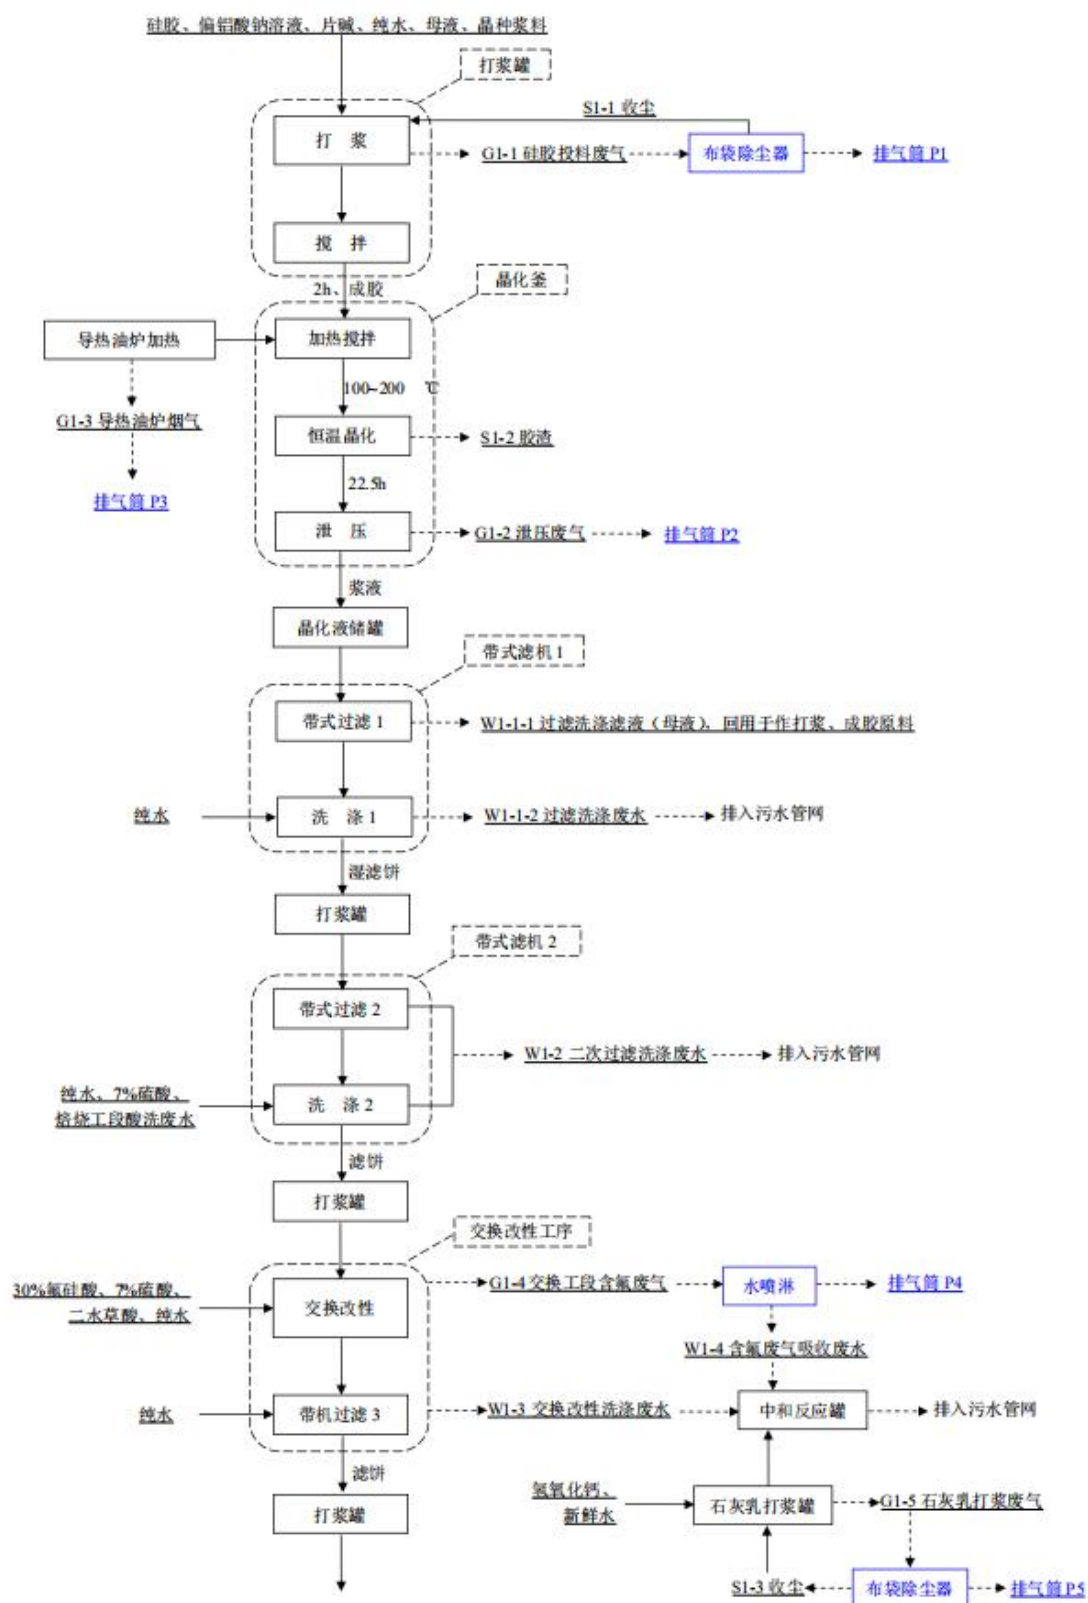 硅胶、偏铝酸钠溶液、片碱、纯水、母液、晶种浆料
打浆罐
S1-1 收尘
打 浆
G1-1 硅胶投料废气
布袋除尘器
排气筒 P1
搅 拌
2h、成胶
晶化釜
导热油炉加热
加热搅拌
100~200 ℃
G1-3 导热油炉烟气
恒温晶化
S1-2 胶渣
22.5h
排气筒 P3
泄 压
G1-2 泄压废气
排气筒 P2
浆液
晶化液储罐
带式滤机 1
带式过滤 1
W1-1-1 过滤洗涤滤液（母液），回用于作打浆、成胶原料
纯水
洗 涤 1
W1-1-2 过滤洗涤废水
排入污水管网
湿滤饼
打浆罐
带式滤机 2
带式过滤 2
W1-2 二次过滤洗涤废水
排入污水管网
纯水、7%硫酸、
焙烧工段酸洗废水
洗 涤 2
滤饼
打浆罐
交换改性工序
30%氟硅酸、7%硫酸、
二水草酸、纯水
交换改性
G1-4 交换工段含氟废气
水喷淋
排气筒 P4
W1-4 含氟废气吸收废水
纯水
带机过滤 3
W1-3 交换改性洗涤废水
中和反应罐
排入污水管网
滤饼
氢氧化钙、
新鲜水
石灰乳打浆罐
G1-5 石灰乳打浆废气
打浆罐
S1-3 收尘
布袋除尘器
排气筒 P5